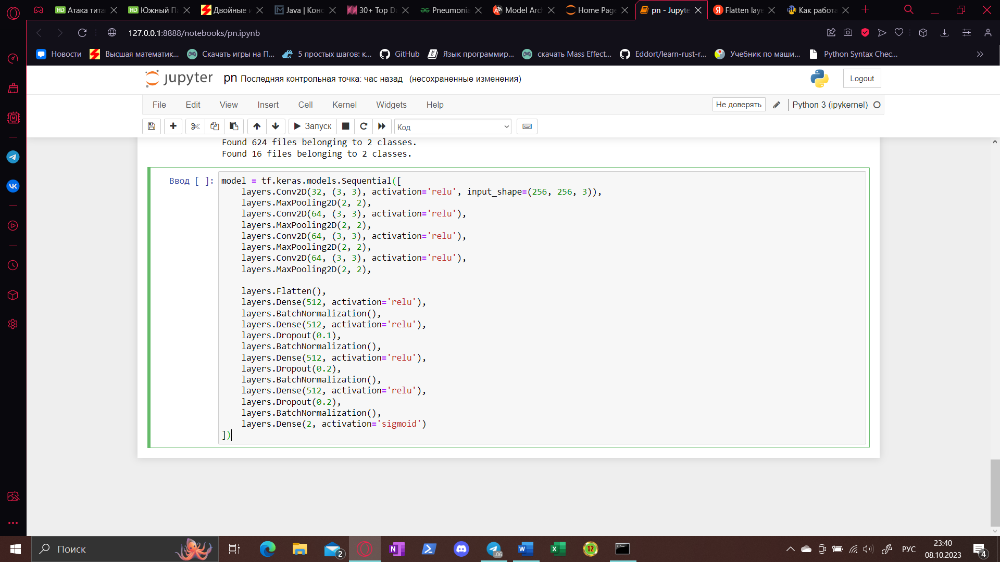 Атака тита
Южный П
Двойные и
Java | Конс
30+ Top D
Pneumonia
Model Arc
Home Page
pn - Jupyte
Flatten laye
Как работа
127.0.0.1:8888/notebooks/pn.ipynb
Новости
Высшая математик...
Скачать игры на П...
5 простых шагов: к...
GitHub
Язык программир...
скачать Mass Effect...
Eddort/learn-rust-r...
Учебник по маши...
Python Syntax Chec...
jupyter pn Последняя контрольная точка: час назад (несохраненные изменения)
Logout
File Edit View Insert Cell Kernel Widgets Help
Не доверять
Python 3 (ipykernel)
Запуск
Код
Found 624 files belonging to 2 classes.
Found 16 files belonging to 2 classes.
Ввод [ ]:
model = tf.keras.models.Sequential([
    layers.Conv2D(32, (3, 3), activation='relu', input_shape=(256, 256, 3)),
    layers.MaxPooling2D(2, 2),
    layers.Conv2D(64, (3, 3), activation='relu'),
    layers.MaxPooling2D(2, 2),
    layers.Conv2D(64, (3, 3), activation='relu'),
    layers.MaxPooling2D(2, 2),
    layers.Conv2D(64, (3, 3), activation='relu'),
    layers.MaxPooling2D(2, 2),
    layers.Flatten(),
    layers.Dense(512, activation='relu'),
    layers.BatchNormalization(),
    layers.Dense(512, activation='relu'),
    layers.Dropout(0.1),
    layers.BatchNormalization(),
    layers.Dense(512, activation='relu'),
    layers.Dropout(0.2),
    layers.BatchNormalization(),
    layers.Dense(512, activation='relu'),
    layers.Dropout(0.2),
    layers.BatchNormalization(),
    layers.Dense(2, activation='sigmoid')
])
Поиск
2
.06
12
РУС
23:40
08.10.2023
4